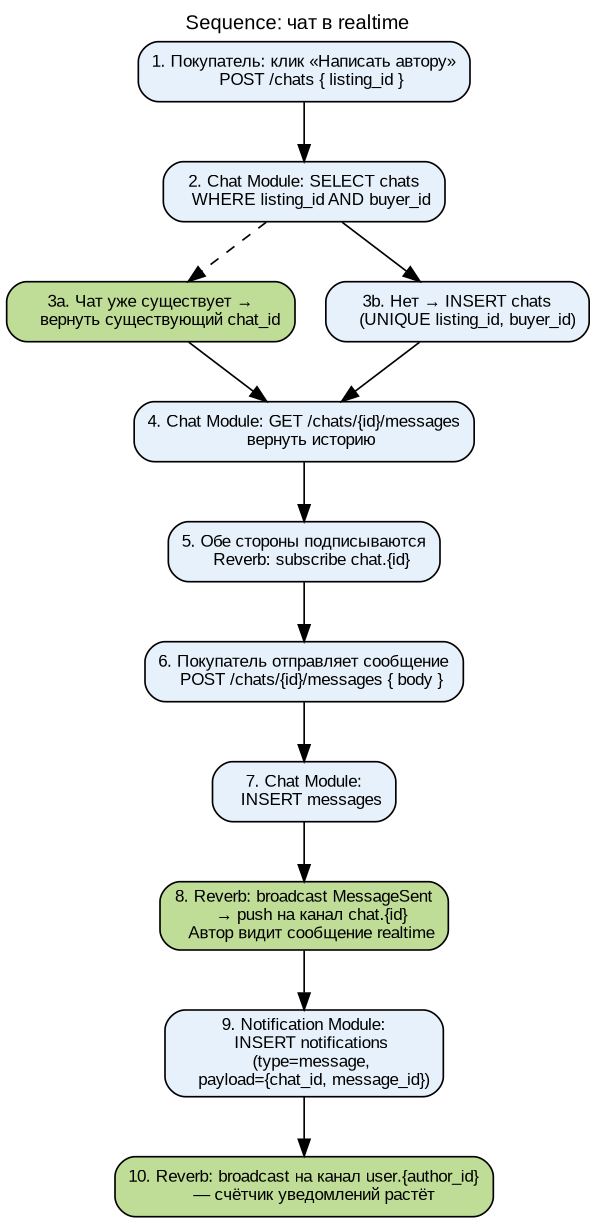 Sequence: чат в realtime
1. Покупатель: клик «Написать автору»
POST /chats { listing_id }
2. Chat Module: SELECT chats
WHERE listing_id AND buyer_id
3a. Чат уже существует →
вернуть существующий chat_id
3b. Нет → INSERT chats
(UNIQUE listing_id, buyer_id)
4. Chat Module: GET /chats/{id}/messages
вернуть историю
5. Обе стороны подписываются
Reverb: subscribe chat.{id}
6. Покупатель отправляет сообщение
POST /chats/{id}/messages { body }
7. Chat Module:
INSERT messages
8. Reverb: broadcast MessageSent
→ push на канал chat.{id}
Автор видит сообщение realtime
9. Notification Module:
INSERT notifications
(type=message,
payload={chat_id, message_id})
10. Reverb: broadcast на канал user.{author_id}
— счётчик уведомлений растёт